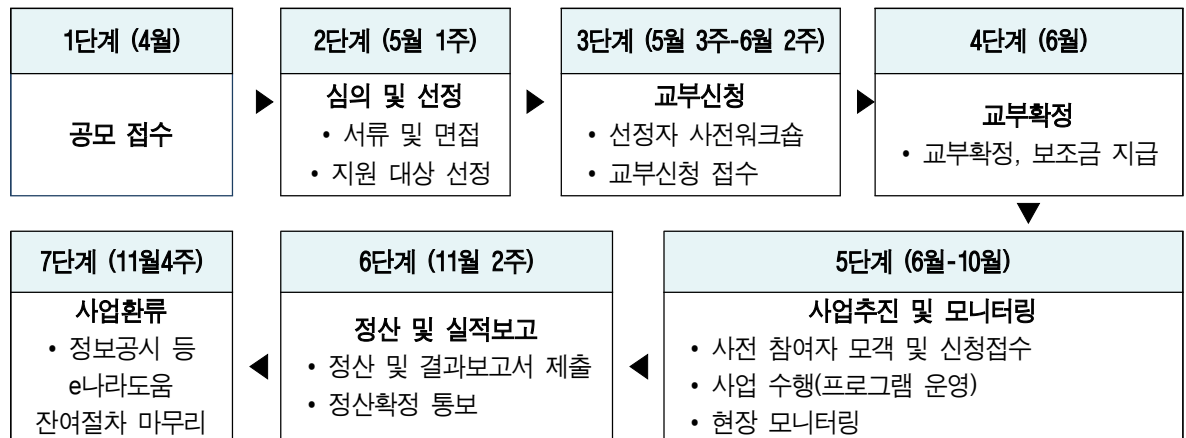 1단계 (4월)
공모 접수
2단계 (5월 1주)
심의 및 선정
• 서류 및 면접
• 지원 대상 선정
3단계 (5월 3주-6월 2주)
교부신청
• 선정자 사전워크숍
• 교부신청 접수
4단계 (6월)
교부확정
• 교부확정, 보조금 지급
5단계 (6월-10월)
사업추진 및 모니터링
• 사전 참여자 모객 및 신청접수
• 사업 수행(프로그램 운영)
• 현장 모니터링
6단계 (11월 2주)
정산 및 실적보고
• 정산 및 결과보고서 제출
• 정산확정 통보
7단계 (11월4주)
사업환류
• 정보공시 등
e나라도움
잔여절차 마무리